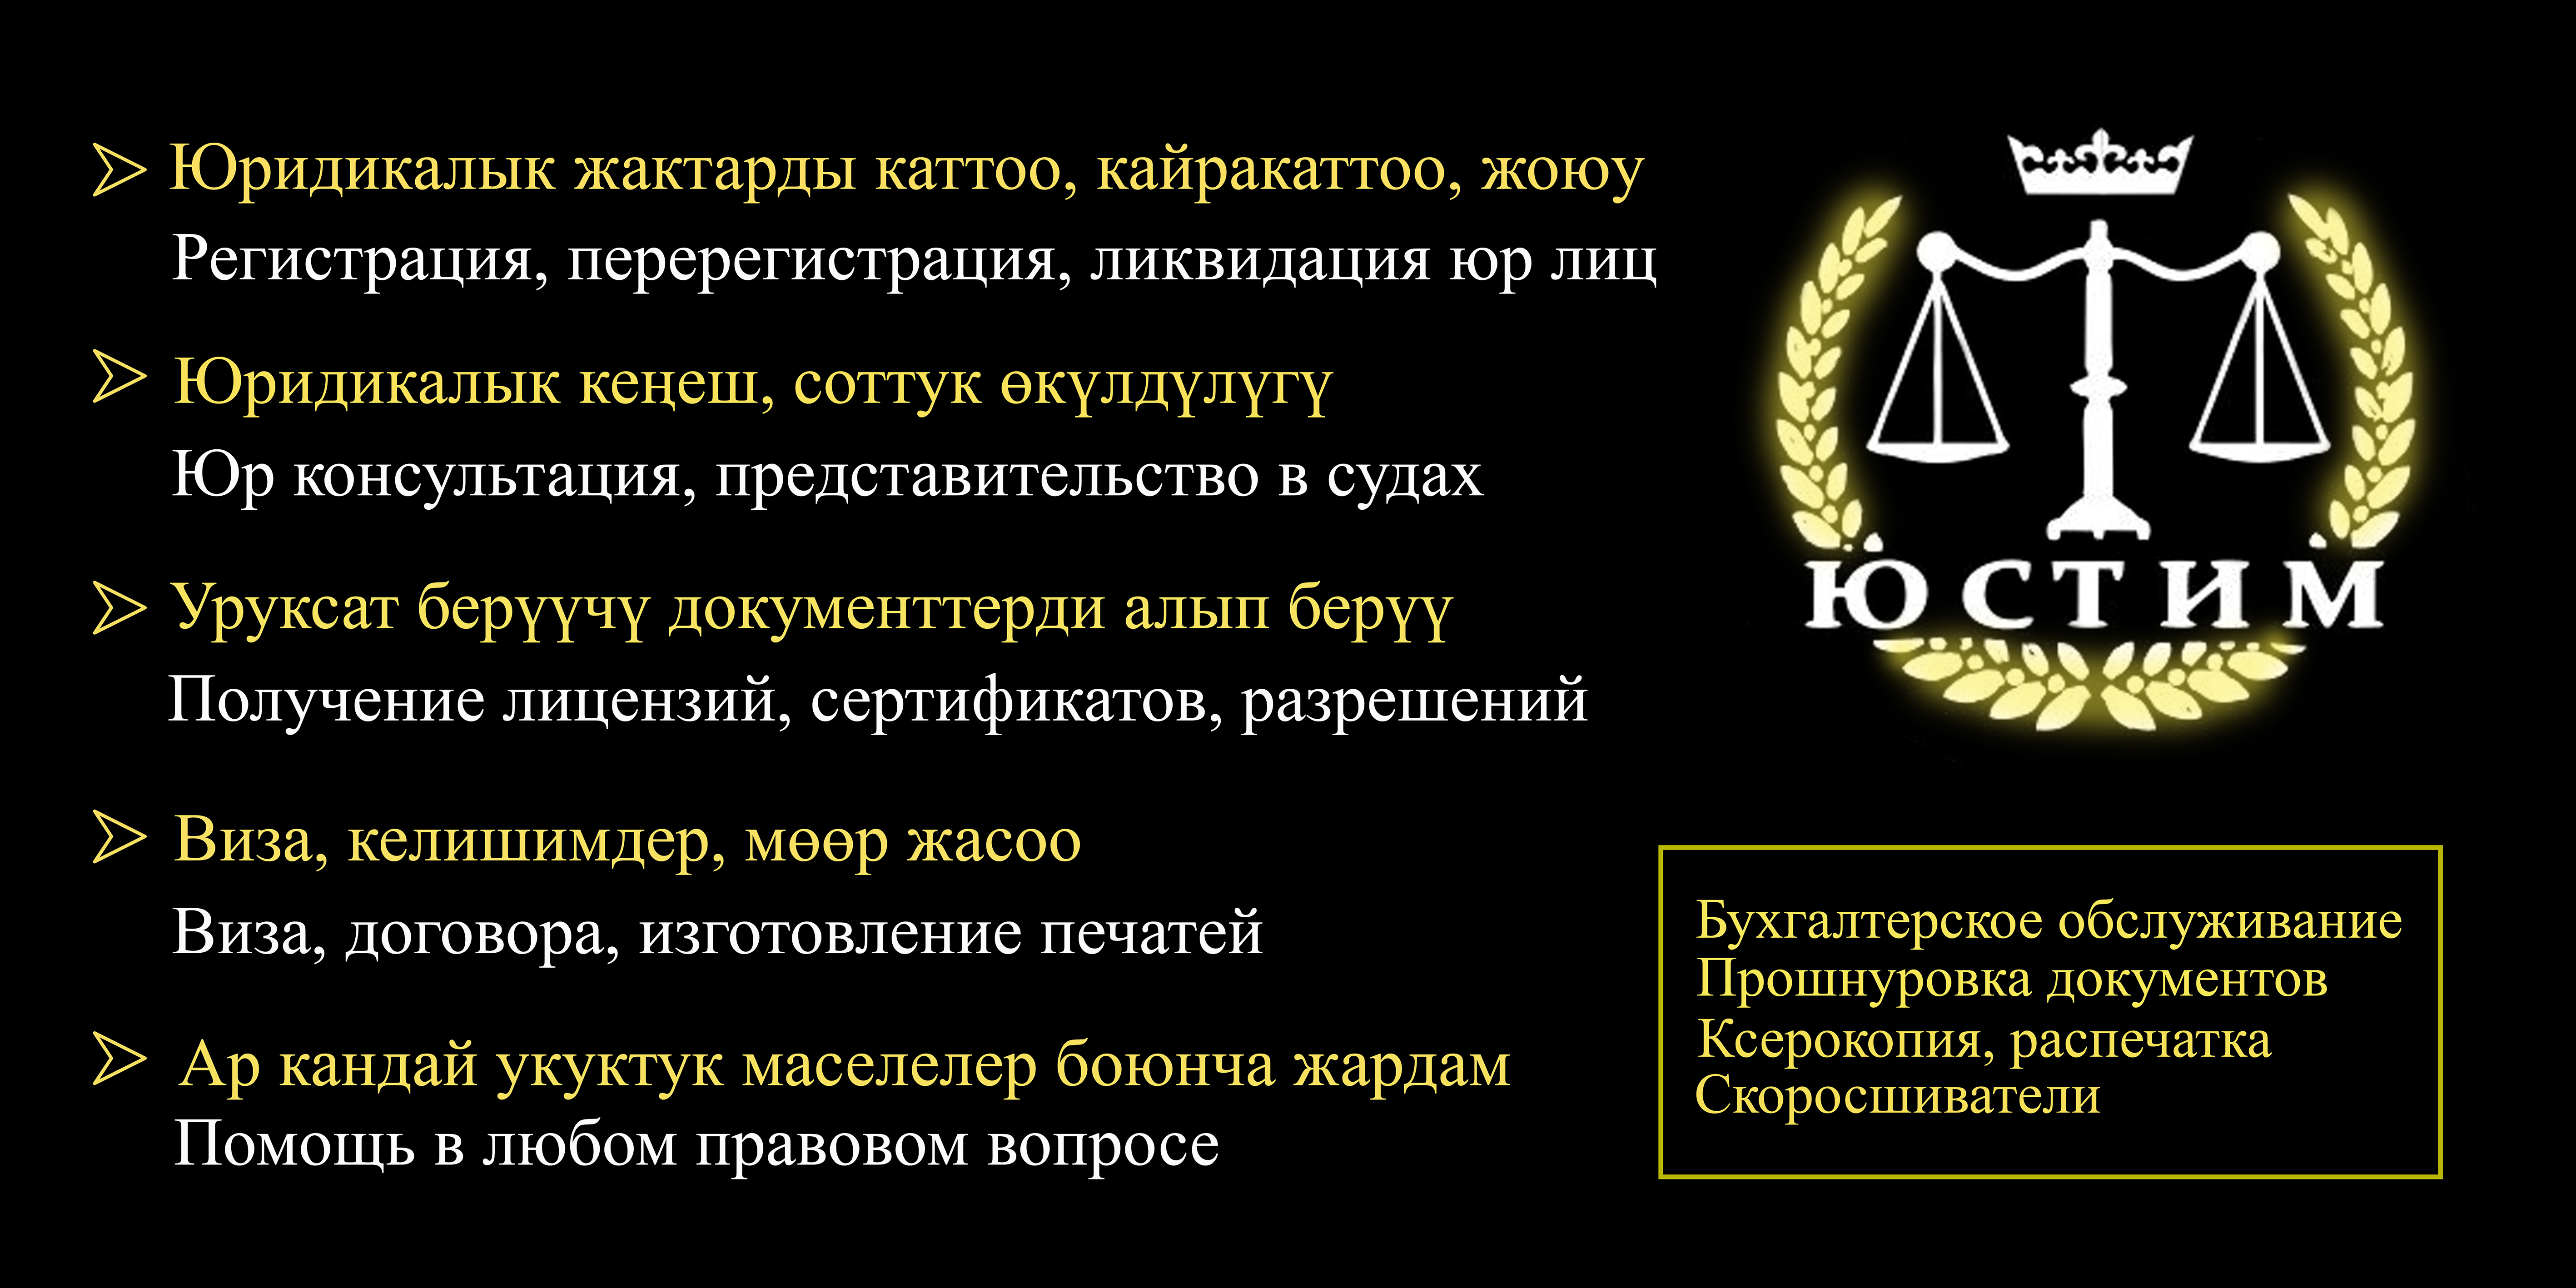 Юридикалык жактарды каттоо, кайракаттоо, жоюу
Регистрация, перерегистрация, ликвидация юр лиц
Юридикалык кеңеш, соттук өкүлдүлүгү
Юр консультация, представительство в судах
Уруксат берүүчү документтерди алып берүү
Получение лицензий, сертификатов, разрешений
Виза, келишимдер, мөөр жасоо
Виза, договора, изготовление печатей
Ар кандай укуктук маселелер боюнча жардам
Помощь в любом правовом вопросе
ЮСТИМ
Бухгалтерское обслуживание
Прошнуровка документов
Ксерокопия, распечатка
Скоросшиватели